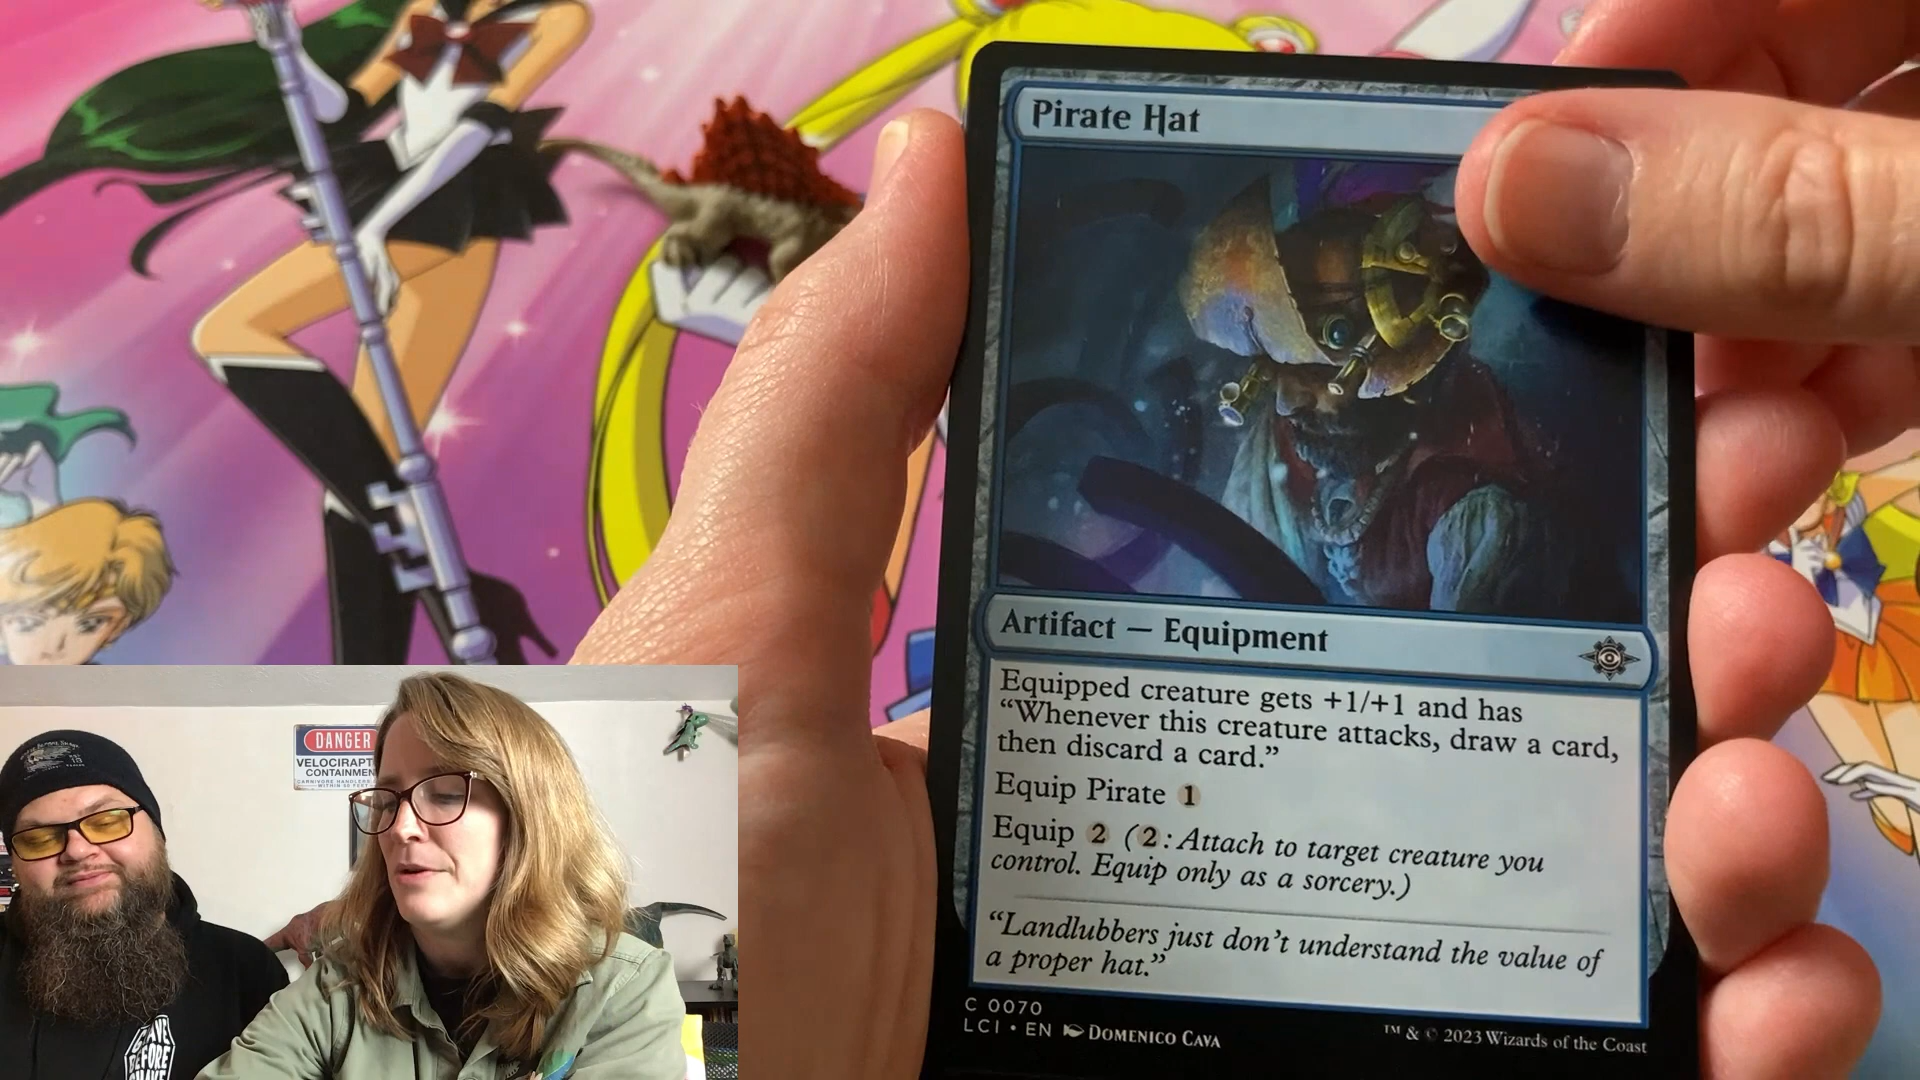 Pirate Hat
Artifact — Equipment
Equipped creature gets +1/+1 and has
“Whenever this creature attacks, draw a card,
then discard a card.”
Equip Pirate 1
Equip 2 (2: Attach to target creature you
control. Equip only as a sorcery.)
“Landlubbers just don’t understand the value of
a proper hat.”
C 0070
LCI • EN DOMENICO CAVA
™ & © 2023 Wizards of the Coast
DANGER
CONTAINMENT
BEFORE